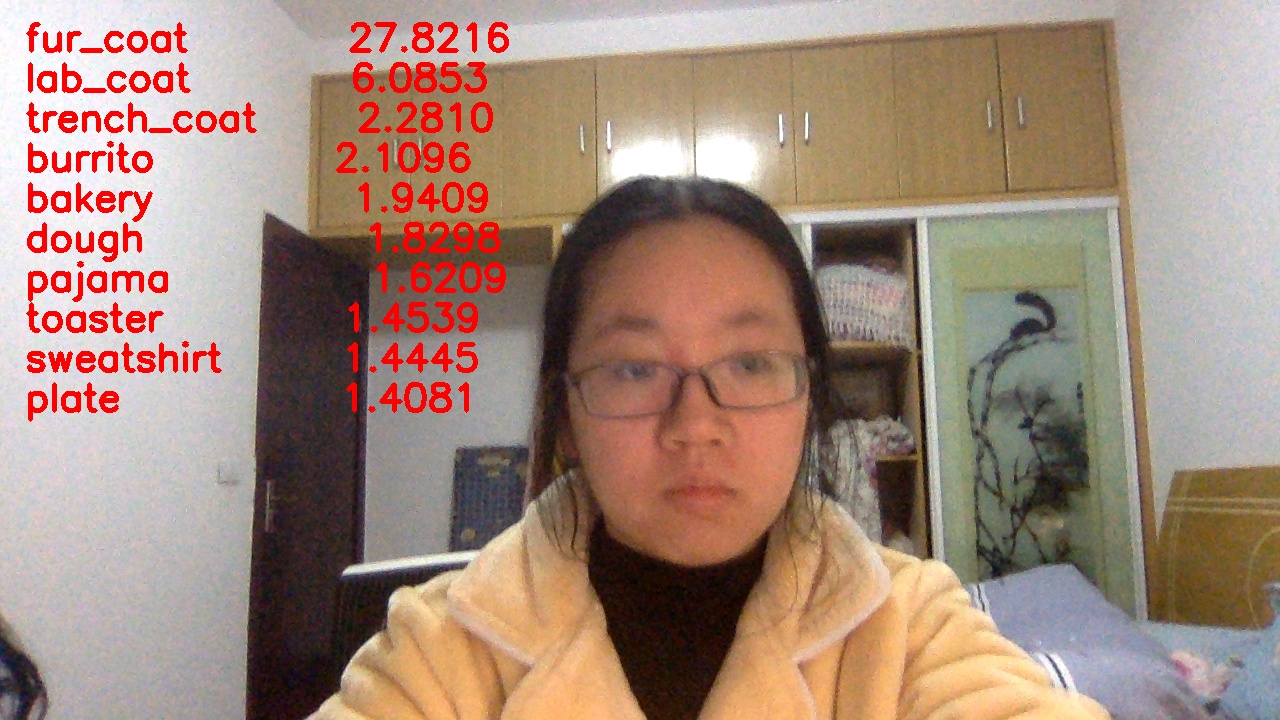 fur_coat 27.8216
lab_coat 6.0853
trench_coat 2.2810
burrito 2.1096
bakery 1.9409
dough 1.8298
pajama 1.6209
toaster 1.4539
sweatshirt 1.4445
plate 1.4081